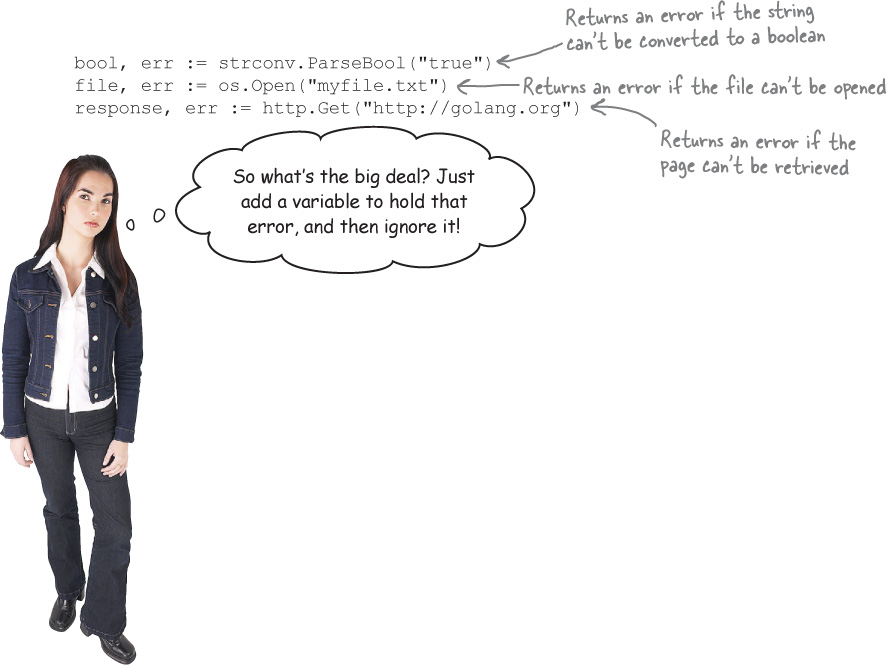 Returns an error if the string
can't be converted to a boolean
bool, err := strconv.ParseBool("true")
file, err := os.Open("myfile.txt")
Returns an error if the file can't be opened
response, err := http.Get("http://golang.org")
Returns an error if the
page can't be retrieved
So what's the big deal? Just
add a variable to hold that
error, and then ignore it!